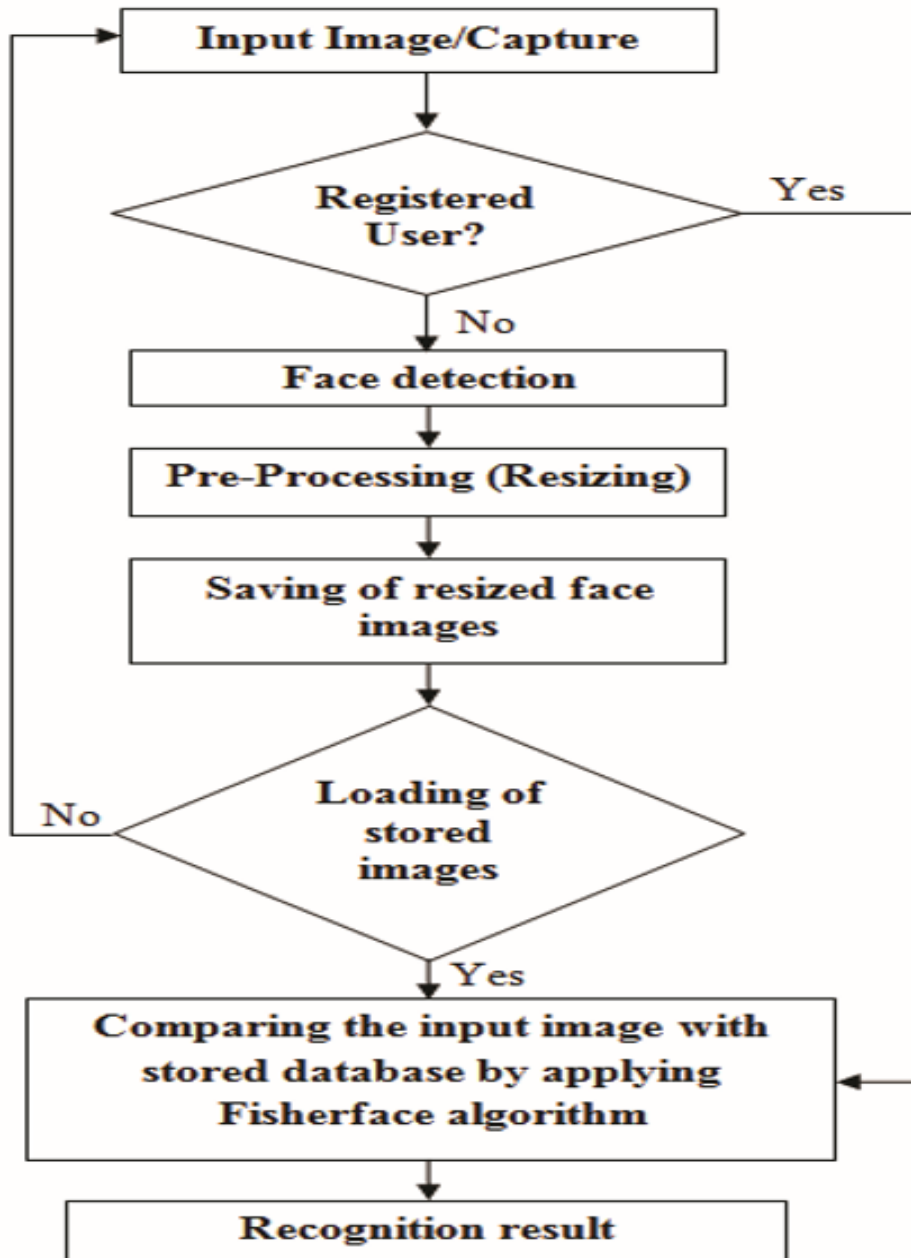 Input Image/Capture
Registered
User?
Yes
No
Face detection
Pre-Processing (Resizing)
Saving of resized face
images
Loading of
stored
images
No
Yes
Comparing the input image with
stored database by applying
Fisherface algorithm
Recognition result